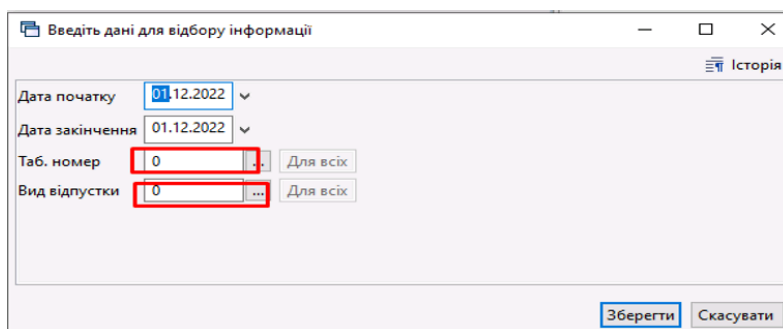 Введіть дані для відбору інформації
Історія
Дата початку 01.12.2022
Дата закінчення 01.12.2022
Таб. номер 0 ... Для всіх
Вид відпустки 0 ... Для всіх
Зберегти Скасувати